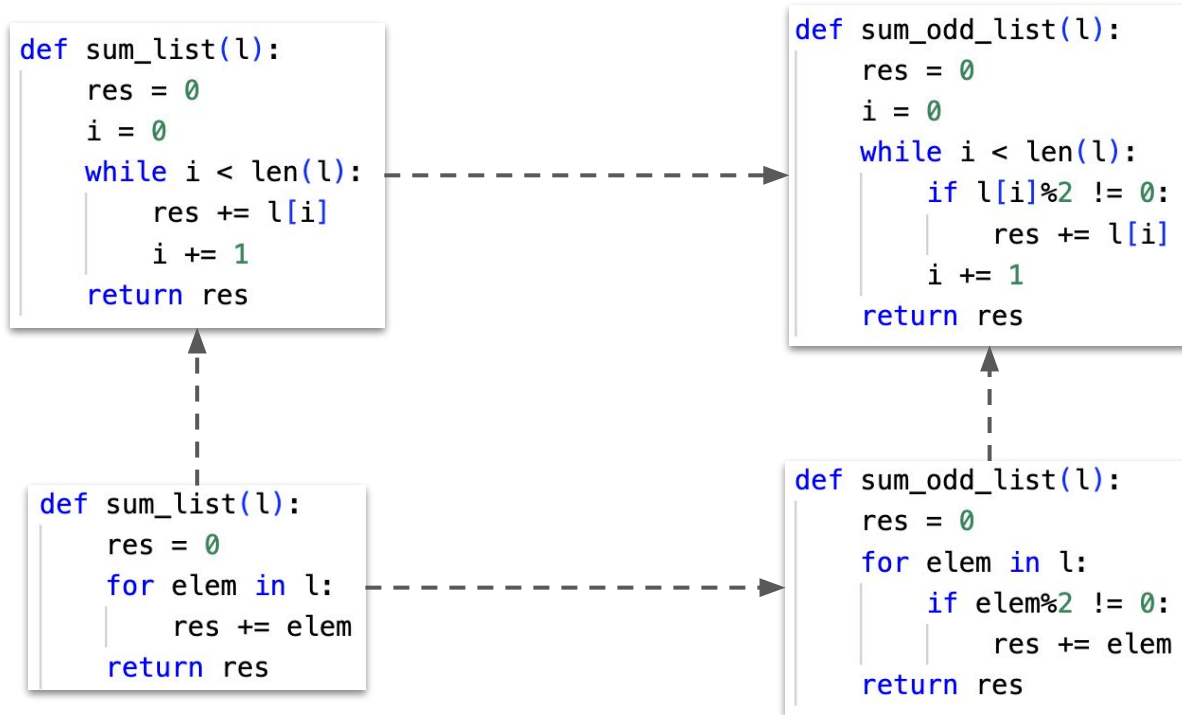 def sum_list(l):
    res = 0
    i = 0
    while i < len(l):
        res += l[i]
        i += 1
    return res
def sum_odd_list(l):
    res = 0
    i = 0
    while i < len(l):
        if l[i]%2 != 0:
            res += l[i]
        i += 1
    return res
def sum_list(l):
    res = 0
    for elem in l:
        res += elem
    return res
def sum_odd_list(l):
    res = 0
    for elem in l:
        if elem%2 != 0:
            res += elem
    return res